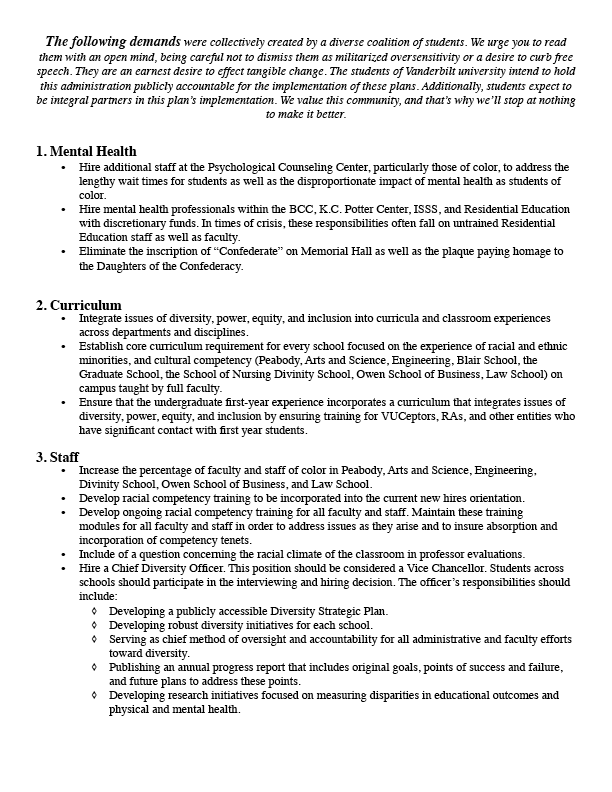 The following demands were collectively created by a diverse coalition of students. We urge you to read
them with an open mind, being careful not to dismiss them as militarized oversensitivity or a desire to curb free
speech. They are an earnest desire to effect tangible change. The students of Vanderbilt university intend to hold
this administration publicly accountable for the implementation of these plans. Additionally, students expect to
be integral partners in this plan's implementation. We value this community, and that's why we'll stop at nothing
to make it better.
1. Mental Health
• Hire additional staff at the Psychological Counseling Center, particularly those of color, to address the
lengthy wait times for students as well as the disproportionate impact of mental health as students of
color.
• Hire mental health professionals within the BCC, K.C. Potter Center, ISSS, and Residential Education
with discretionary funds. In times of crisis, these responsibilities often fall on untrained Residential
Education staff as well as faculty.
• Eliminate the inscription of “Confederate” on Memorial Hall as well as the plaque paying homage to
the Daughters of the Confederacy.
2. Curriculum
• Integrate issues of diversity, power, equity, and inclusion into curricula and classroom experiences
across departments and disciplines.
• Establish core curriculum requirement for every school focused on the experience of racial and ethnic
minorities, and cultural competency (Peabody, Arts and Science, Engineering, Blair School, the
Graduate School, the School of Nursing Divinity School, Owen School of Business, Law School) on
campus taught by full faculty.
• Ensure that the undergraduate first-year experience incorporates a curriculum that integrates issues of
diversity, power, equity, and inclusion by ensuring training for VUCeptors, RAs, and other entities who
have significant contact with first year students.
3. Staff
• Increase the percentage of faculty and staff of color in Peabody, Arts and Science, Engineering,
Divinity School, Owen School of Business, and Law School.
• Develop racial competency training to be incorporated into the current new hires orientation.
• Develop ongoing racial competency training for all faculty and staff. Maintain these training
modules for all faculty and staff in order to address issues as they arise and to insure absorption and
incorporation of competency tenets.
• Include of a question concerning the racial climate of the classroom in professor evaluations.
• Hire a Chief Diversity Officer. This position should be considered a Vice Chancellor. Students across
schools should participate in the interviewing and hiring decision. The officer's responsibilities should
include:
◊ Developing a publicly accessible Diversity Strategic Plan.
◊ Developing robust diversity initiatives for each school.
◊ Serving as chief method of oversight and accountability for all administrative and faculty efforts
toward diversity.
◊ Publishing an annual progress report that includes original goals, points of success and failure,
and future plans to address these points.
◊ Developing research initiatives focused on measuring disparities in educational outcomes and
physical and mental health.